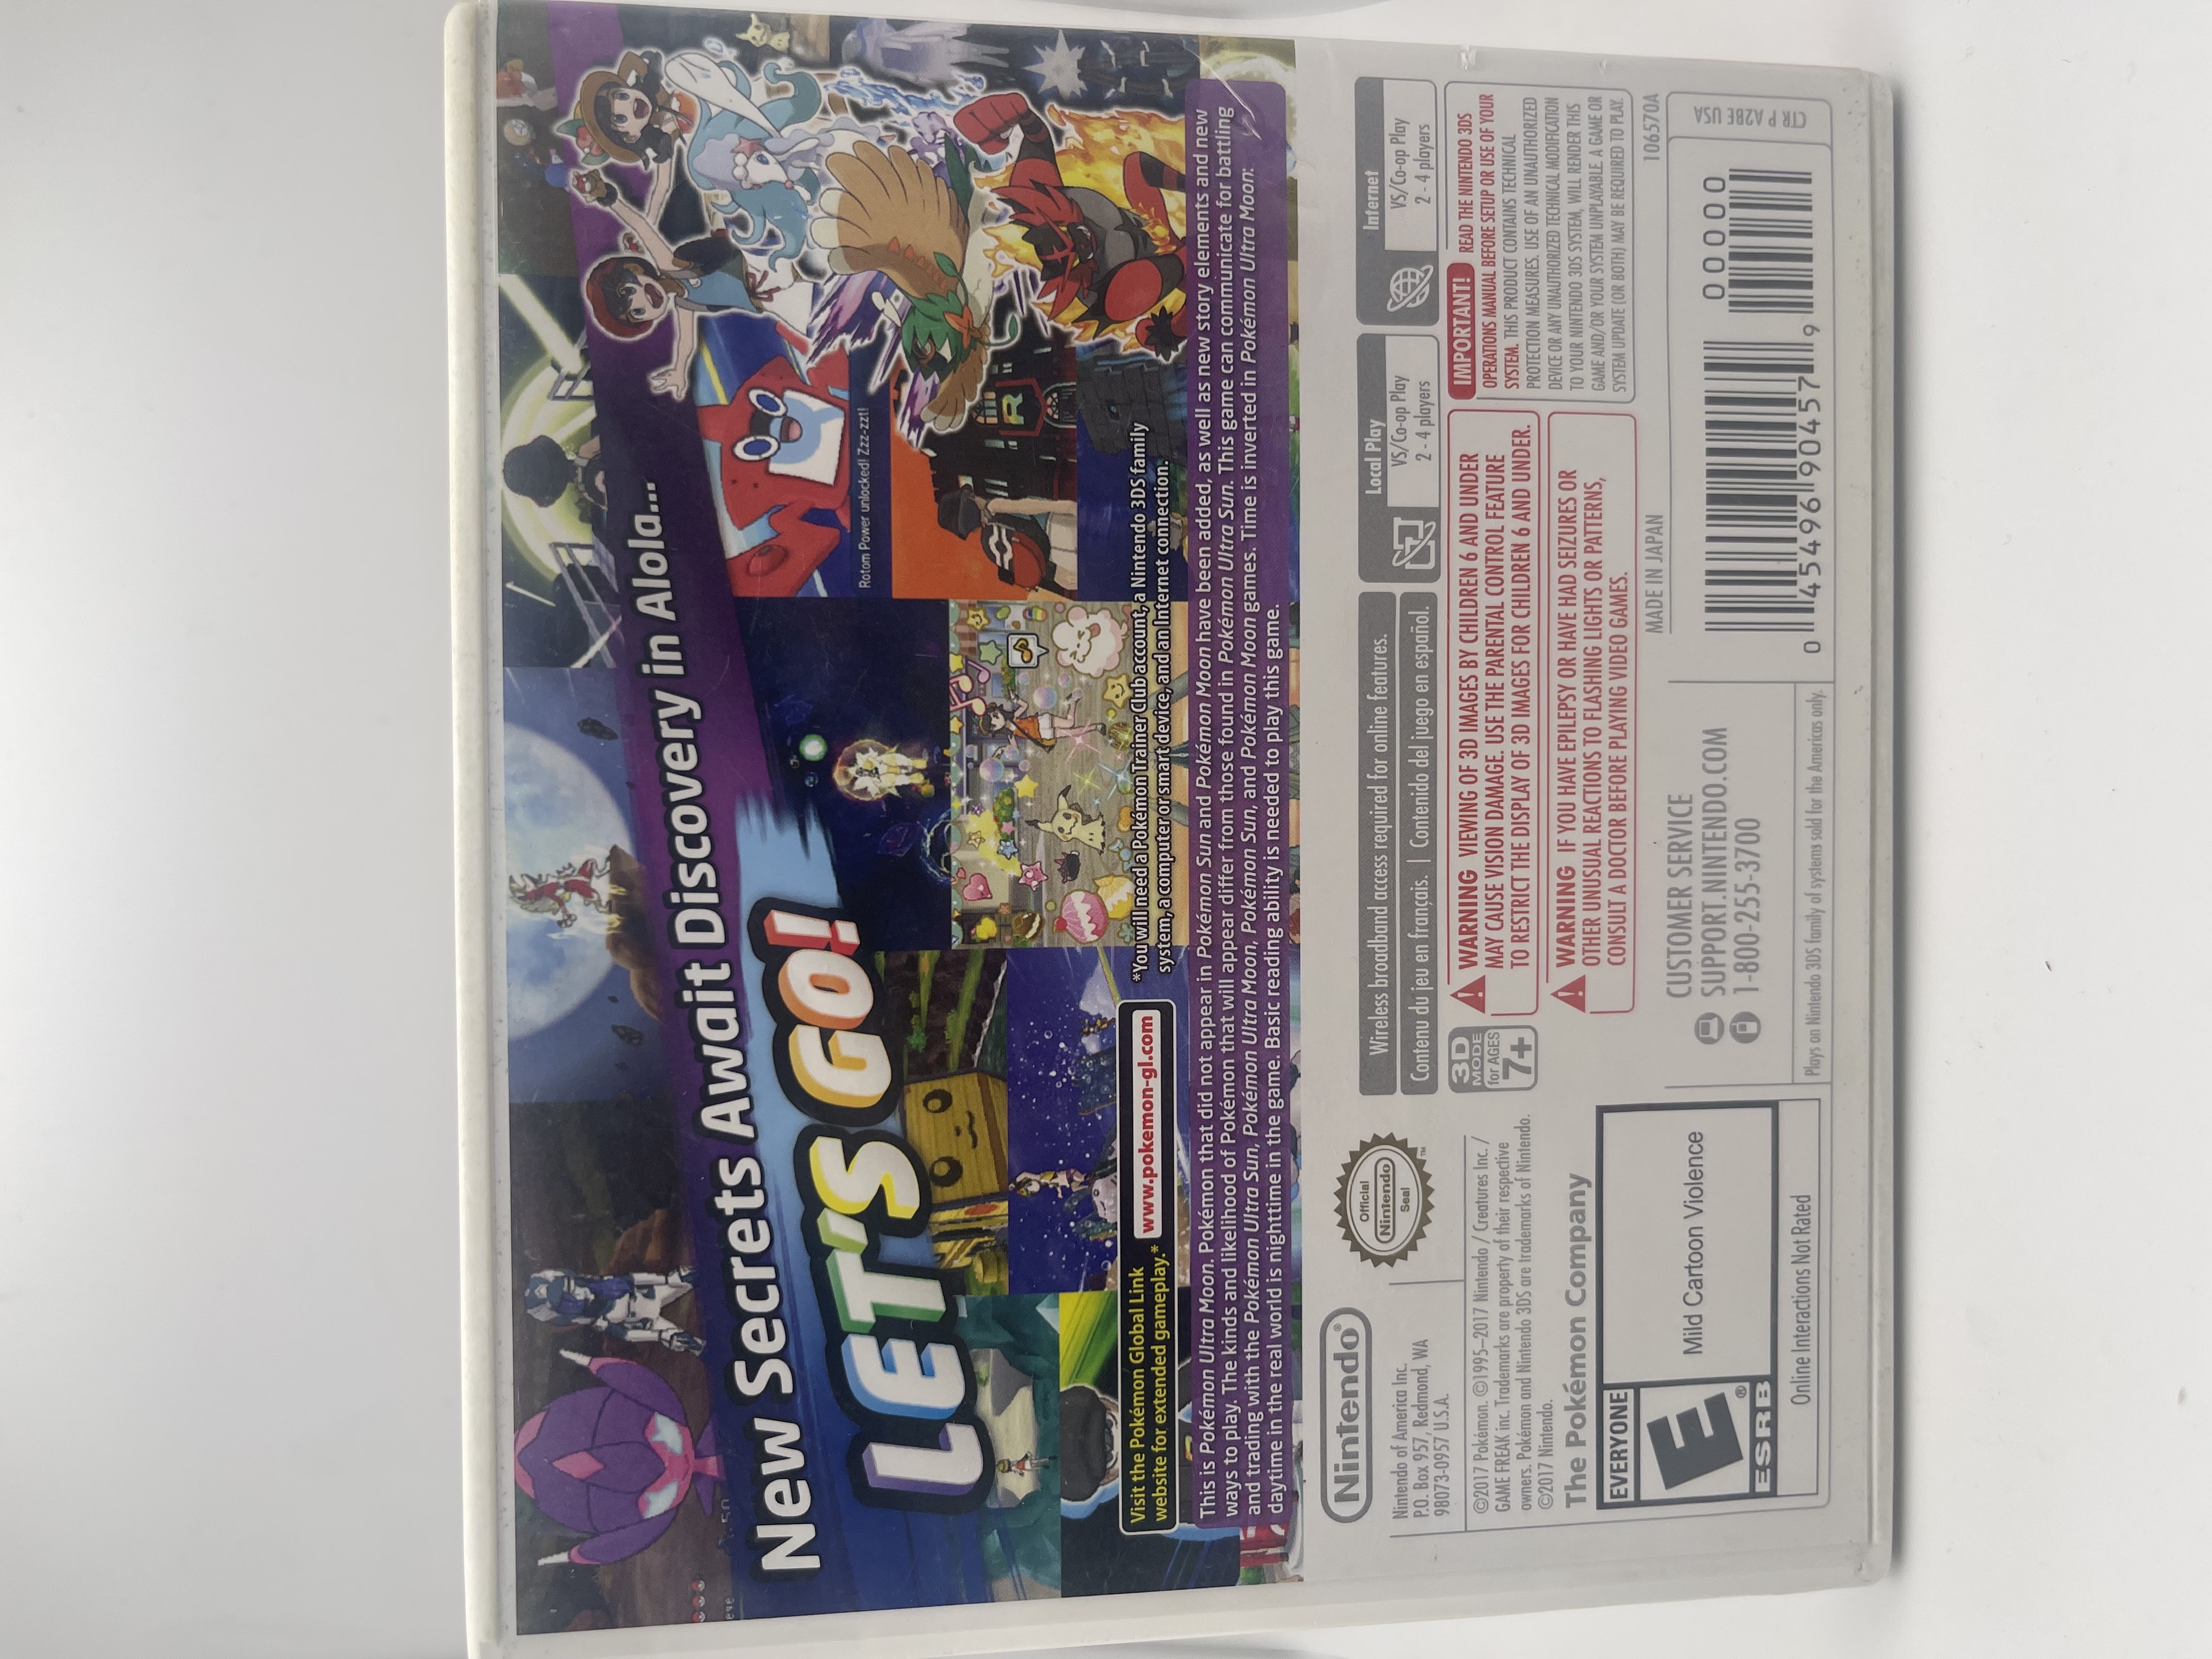 New Secrets Await Discovery in Alola...
LET'S GO!
Rotom Power unlocked! Zzz-zzt!
R
Visit the Pokémon Global Link
website for extended gameplay.*
www.pokemon-gl.com
*You will need a Pokémon Trainer Club account, a Nintendo 3DS family
system, a computer or smart device, and an Internet connection.
This is Pokémon Ultra Moon. Pokémon that did not appear in Pokémon Sun and Pokémon Moon have been added, as well as new story elements and new
ways to play. The kinds and likelihood of Pokémon that will appear differ from those found in Pokémon Ultra Sun. This game can communicate for battling
and trading with the Pokémon Ultra Sun, Pokémon Ultra Moon, Pokémon Sun, and Pokémon Moon games. Time is inverted in Pokémon Ultra Moon:
daytime in the real world is nighttime in the game. Basic reading ability is needed to play this game.
Nintendo®
Nintendo of America Inc.
P.O. Box 957, Redmond, WA
98073-0957 U.S.A.
Official
Nintendo
Seal
TM
Wireless broadband access required for online features.
Contenu du jeu en français. | Contenido del juego en español.
Local Play
VS/Co-op Play
2 - 4 players
Internet
VS/Co-op Play
2 - 4 players
©2017 Pokémon. ©1995–2017 Nintendo / Creatures Inc. /
GAME FREAK inc. Trademarks are property of their respective
owners. Pokémon and Nintendo 3DS are trademarks of Nintendo.
©2017 Nintendo.
The Pokémon Company
3D
MODE
for AGES
7+
WARNING VIEWING OF 3D IMAGES BY CHILDREN 6 AND UNDER
MAY CAUSE VISION DAMAGE. USE THE PARENTAL CONTROL FEATURE
TO RESTRICT THE DISPLAY OF 3D IMAGES FOR CHILDREN 6 AND UNDER.
WARNING IF YOU HAVE EPILEPSY OR HAVE HAD SEIZURES OR
OTHER UNUSUAL REACTIONS TO FLASHING LIGHTS OR PATTERNS,
CONSULT A DOCTOR BEFORE PLAYING VIDEO GAMES.
IMPORTANT! READ THE NINTENDO 3DS
OPERATIONS MANUAL BEFORE SETUP OR USE OF YOUR
SYSTEM. THIS PRODUCT CONTAINS TECHNICAL
PROTECTION MEASURES. USE OF AN UNAUTHORIZED
DEVICE OR ANY UNAUTHORIZED TECHNICAL MODIFICATION
TO YOUR NINTENDO 3DS SYSTEM, WILL RENDER THIS
GAME AND/OR YOUR SYSTEM UNPLAYABLE. A GAME OR
SYSTEM UPDATE (OR BOTH) MAY BE REQUIRED TO PLAY.
EVERYONE
E
®
ESRB
Mild Cartoon Violence
Online Interactions Not Rated
CUSTOMER SERVICE
SUPPORT.NINTENDO.COM
1-800-255-3700
Plays on Nintendo 3DS family of systems sold for the Americas only.
MADE IN JAPAN
106570A
00000
0 45496 90457 9
CTR P A2BE USA